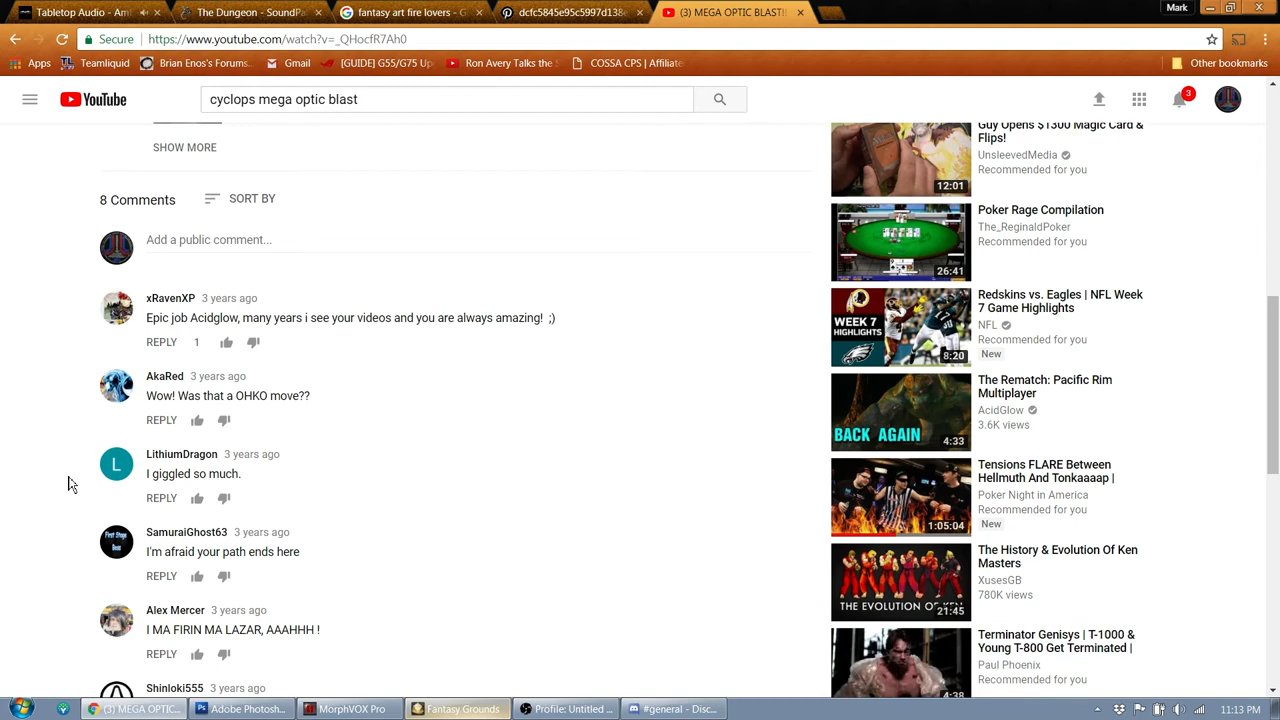 Tabletop Audio - Am
The Dungeon - SoundPa
fantasy art fire lovers - G
dcfc5845e95c5997d138e
(3) MEGA OPTIC BLAST!
Mark
Secure
https://www.youtube.com/watch?v=_QHocfR7Ah0
Apps
Teamliquid
Brian Enos's Forums
Gmail
[GUIDE] G55/G75 Up
Ron Avery Talks the S
COSSA CPS | Affiliate
Other bookmarks
YouTube
cyclops mega optic blast
3
SHOW MORE
8 Comments
SORT BY
Add a public comment...
xRavenXP 3 years ago
Epic job Acidglow, many years i see your videos and you are always amazing! ;)
REPLY 1
AkaRed 3 years ago
Wow! Was that a OHKO move??
REPLY
L
LithiumDragon 3 years ago
I giggled so much.
REPLY
First Stage
Boss
SamuraiGhost63 3 years ago
I'm afraid your path ends here
REPLY
Alex Mercer 3 years ago
I MA FIRIN MA LAZAR, AAAHHH !
REPLY
Shinloki555 3 years ago
12:01
Guy Opens $1300 Magic Card &
Flips!
UnsleevedMedia
Recommended for you
26:41
Poker Rage Compilation
The_ReginaldPoker
Recommended for you
WEEK 7
HIGHLIGHTS
8:20
Redskins vs. Eagles | NFL Week
7 Game Highlights
NFL
Recommended for you
New
BACK AGAIN
4:33
The Rematch: Pacific Rim
Multiplayer
AcidGlow
3.6K views
1:05:04
Tensions FLARE Between
Hellmuth And Tonkaaaap |
Poker Night in America
Recommended for you
New
THE EVOLUTION OF KEN
21:45
The History & Evolution Of Ken
Masters
XusesGB
780K views
4:38
Terminator Genisys | T-1000 &
Young T-800 Get Terminated |
Paul Phoenix
Recommended for you
(3) MEGA OPTIC...
Adobe Photosh...
MorphVOX Pro
Fantasy Grounds
Profile: Untitled ...
#general - Disc...
11:13 PM